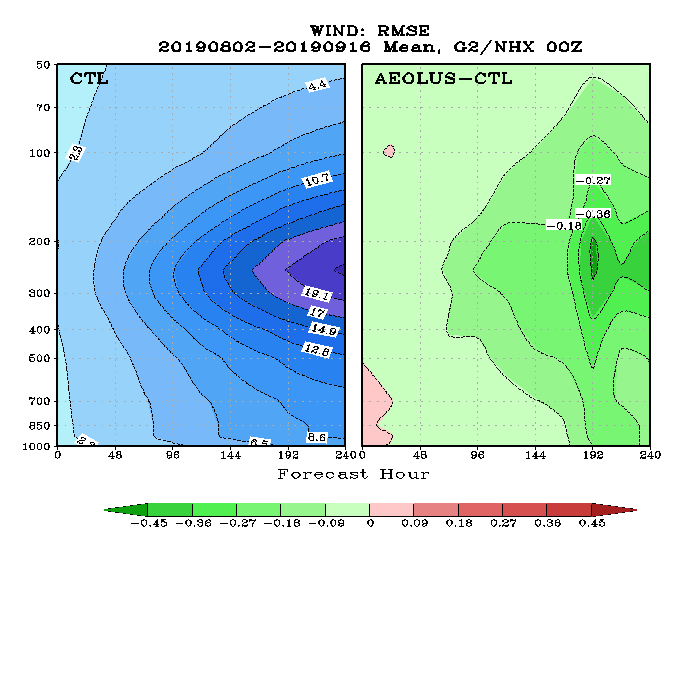 WIND: RMSE
20190802-20190916 Mean, G2/NHX 00Z
CTL
AEOLUS-CTL
50
70
100
200
300
400
500
700
850
1000
2.3
4.4
10.7
19.1
17
14.9
12.8
8.6
6.5
-0.27
-0.36
-0.18
0 48 96 144 192 240
0 48 96 144 192 240
Forecast Hour
-0.45 -0.36 -0.27 -0.18 -0.09 0 0.09 0.18 0.27 0.36 0.45